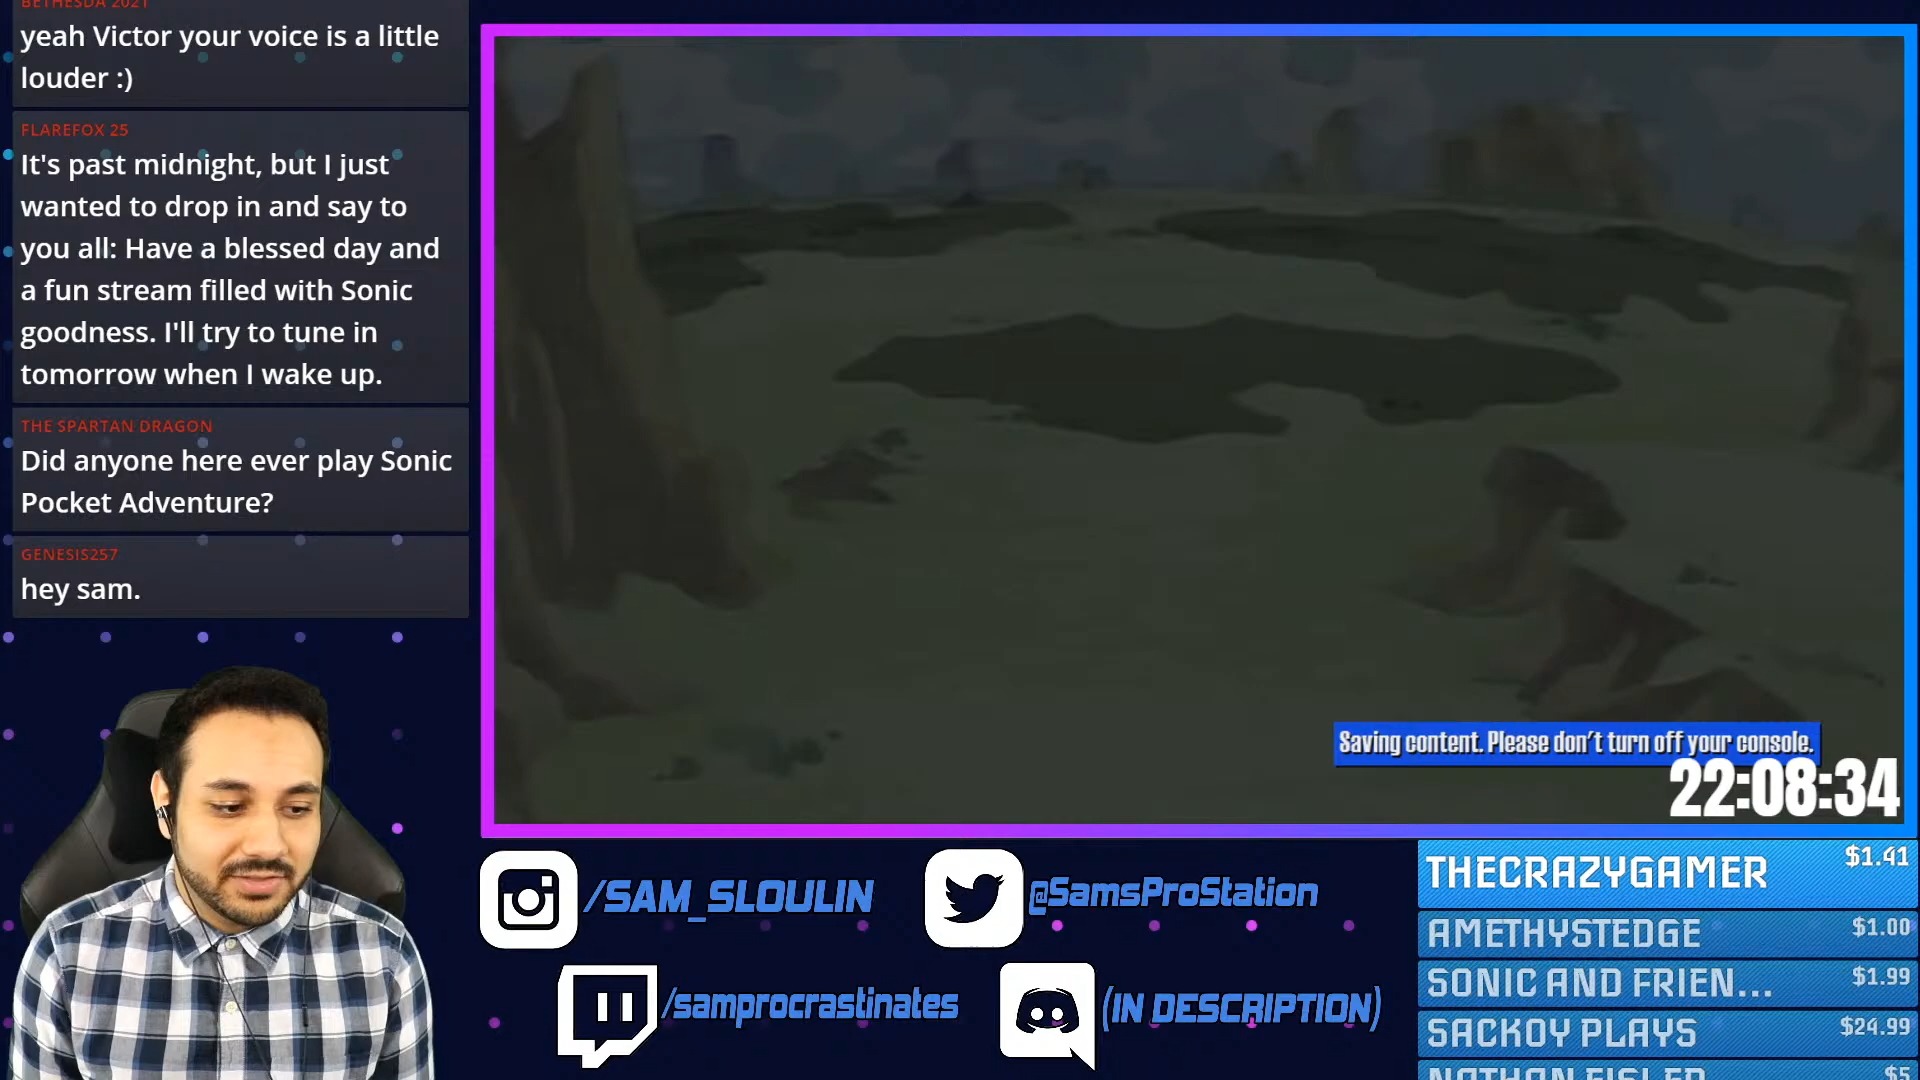 BETHESDA 2021
yeah Victor your voice is a little
louder :)
FLAREFOX 25
It's past midnight, but I just
wanted to drop in and say to
you all: Have a blessed day and
a fun stream filled with Sonic
goodness. I'll try to tune in
tomorrow when I wake up.
THE SPARTAN DRAGON
Did anyone here ever play Sonic
Pocket Adventure?
GENESIS257
hey sam.
Saving content. Please don't turn off your console.
22:08:34
/SAM_SLOULIN
@SamsProStation
/samprocrastinates
(IN DESCRIPTION)
THECRAZYGAMER $1.41
AMETHYSTEDGE $1.00
SONIC AND FRIEN... $1.99
SACKOY PLAYS $24.99
NATHAN EISLER $5